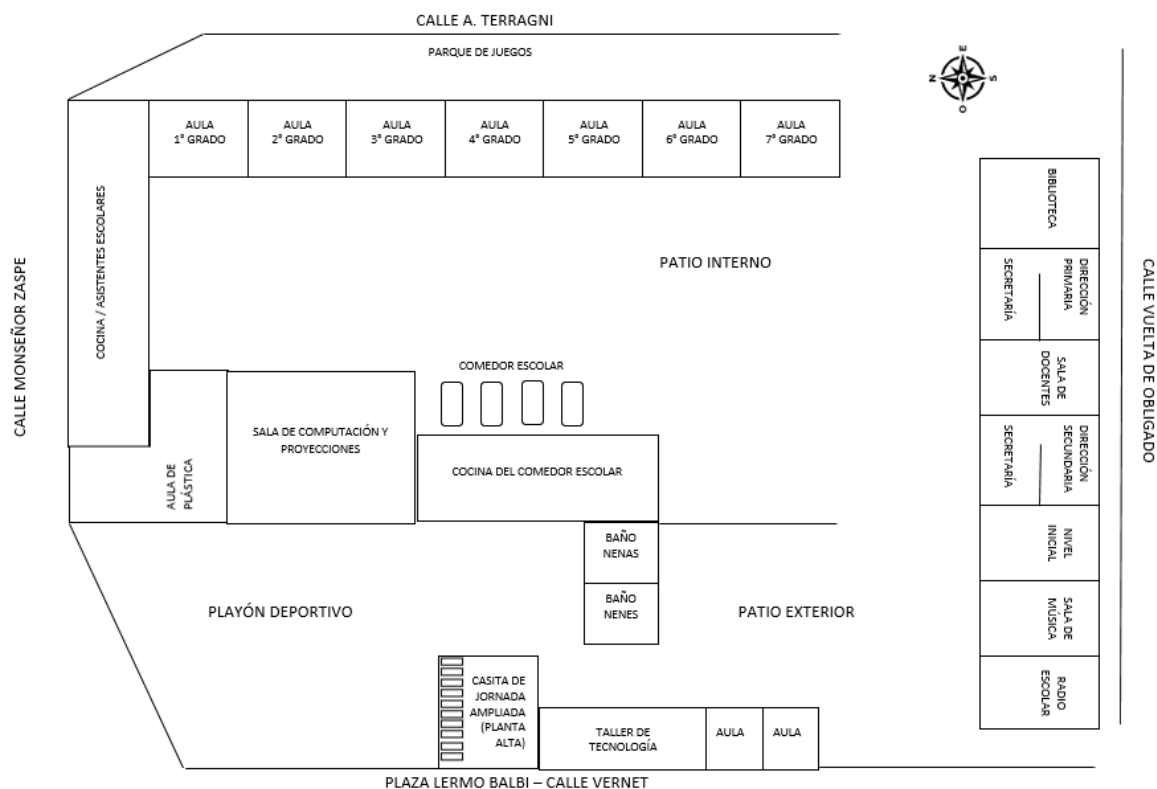 CALLE A. TERRAGNI
PARQUE DE JUEGOS
E
N
S
O
AULA
1° GRADO
AULA
2° GRADO
AULA
3° GRADO
AULA
4° GRADO
AULA
5° GRADO
AULA
6° GRADO
AULA
7° GRADO
COCINA / ASISTENTES ESCOLARES
CALLE MONSEÑOR ZASPE
PATIO INTERNO
BIBLIOTECA
DIRECCIÓN
PRIMARIA
SECRETARÍA
SALA DE
DOCENTES
DIRECCIÓN
SECUNDARIA
SECRETARÍA
NIVEL
INICIAL
SALA DE
MÚSICA
RADIO
ESCOLAR
CALLE VUELTA DE OBLIGADO
COMEDOR ESCOLAR
SALA DE COMPUTACIÓN Y
PROYECCIONES
COCINA DEL COMEDOR ESCOLAR
AULA DE
PLÁSTICA
BAÑO
NENAS
BAÑO
NENES
PLAYÓN DEPORTIVO
PATIO EXTERIOR
CASITA DE
JORNADA
AMPLIADA
(PLANTA
ALTA)
TALLER DE
TECNOLOGÍA
AULA
AULA
PLAZA LERMO BALBI – CALLE VERNET